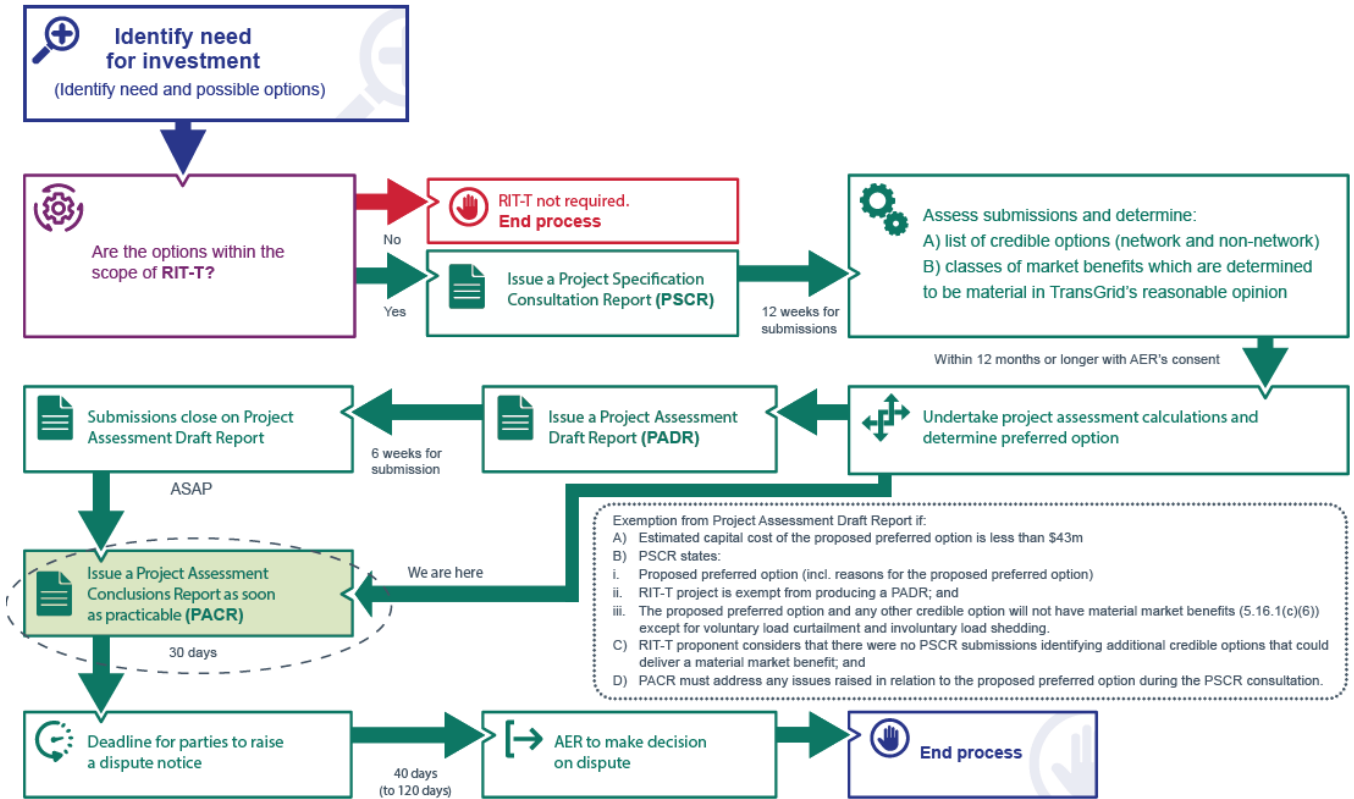 Identify need
for investment
(Identify need and possible options)
Are the options within the
scope of RIT-T?
No
RIT-T not required.
End process
Yes
Issue a Project Specification
Consultation Report (PSCR)
12 weeks for
submissions
Assess submissions and determine:
A) list of credible options (network and non-network)
B) classes of market benefits which are determined
to be material in TransGrid's reasonable opinion
Within 12 months or longer with AER's consent
Undertake project assessment calculations and
determine preferred option
Issue a Project Assessment
Draft Report (PADR)
6 weeks for
submission
Submissions close on Project
Assessment Draft Report
ASAP
Exemption from Project Assessment Draft Report if:
A) Estimated capital cost of the proposed preferred option is less than $43m
B) PSCR states:
i. Proposed preferred option (incl. reasons for the proposed preferred option)
ii. RIT-T project is exempt from producing a PADR; and
iii. The proposed preferred option and any other credible option will not have material market benefits (5.16.1(c)(6))
except for voluntary load curtailment and involuntary load shedding.
C) RIT-T proponent considers that there were no PSCR submissions identifying additional credible options that could
deliver a material market benefit; and
D) PACR must address any issues raised in relation to the proposed preferred option during the PSCR consultation.
We are here
Issue a Project Assessment
Conclusions Report as soon
as practicable (PACR)
30 days
Deadline for parties to raise
a dispute notice
40 days
(to 120 days)
AER to make decision
on dispute
End process